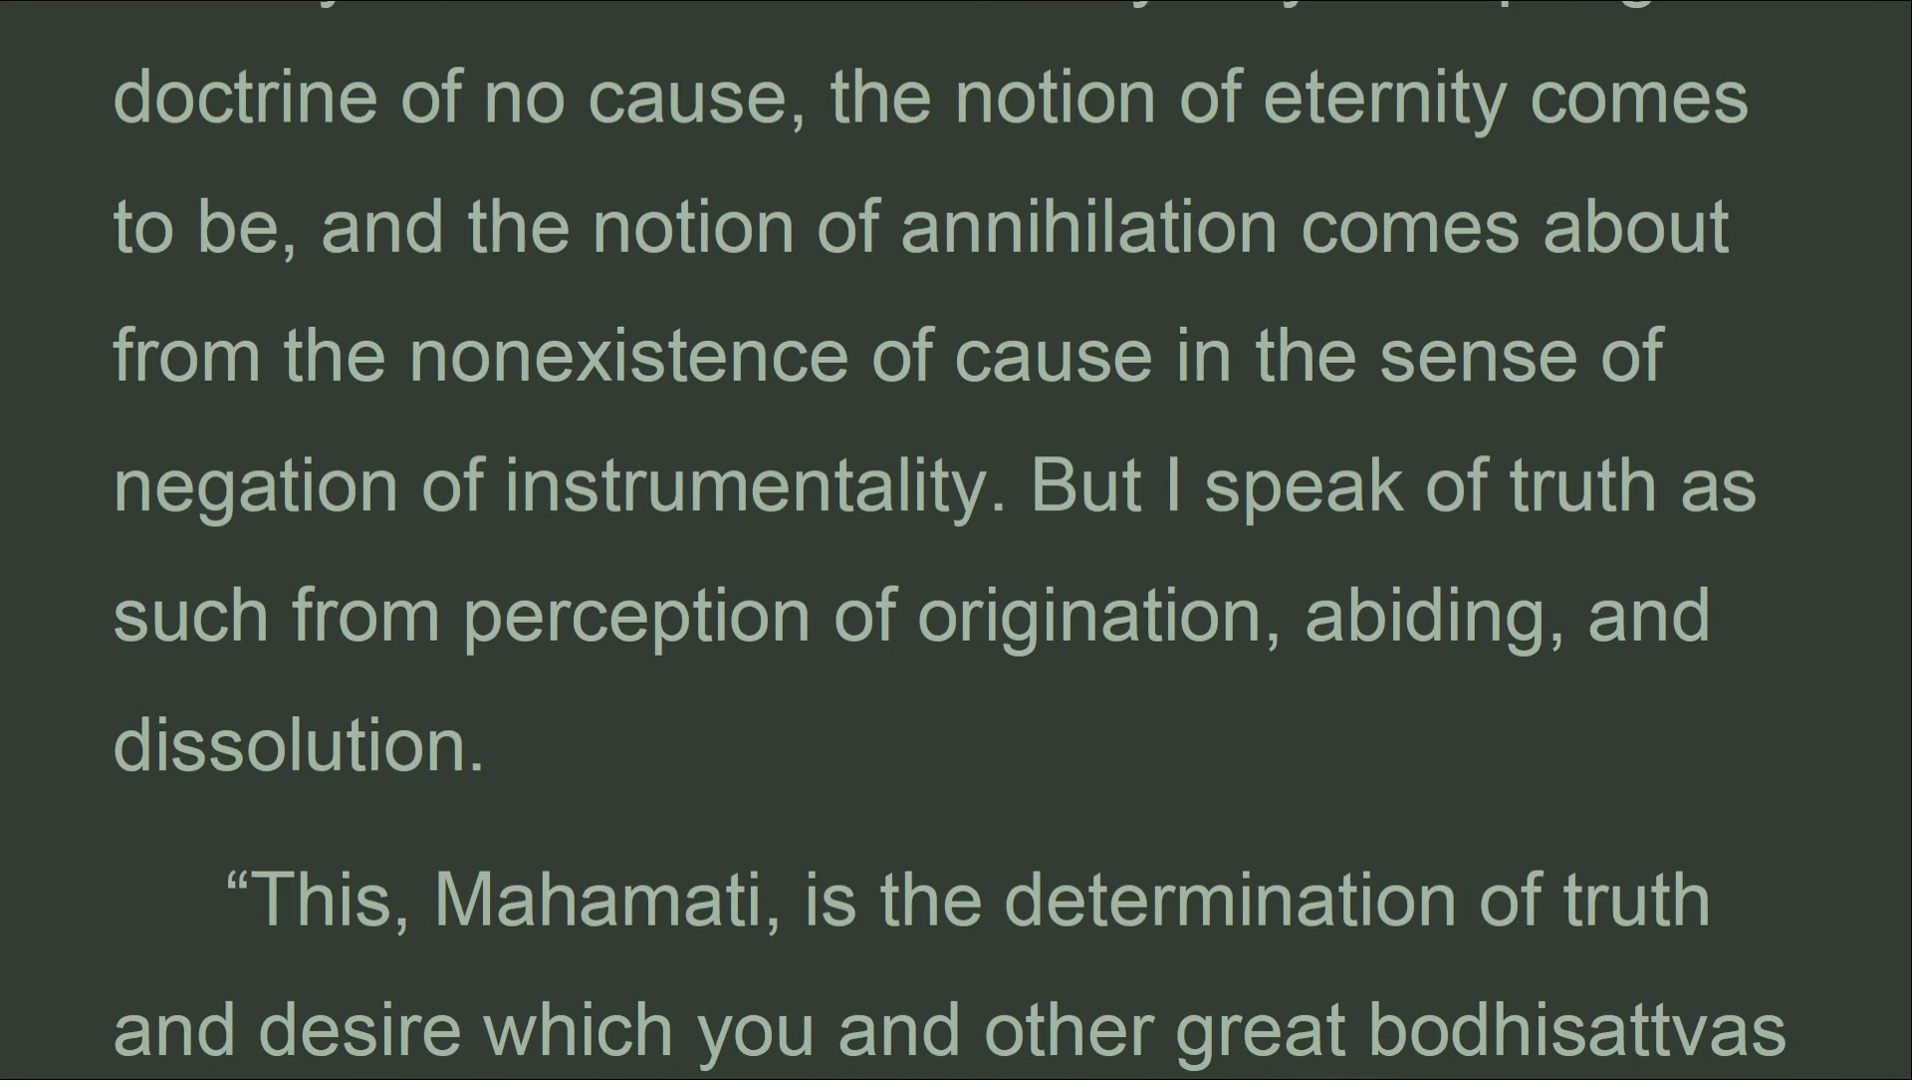 doctrine of no cause, the notion of eternity comes
to be, and the notion of annihilation comes about
from the nonexistence of cause in the sense of
negation of instrumentality. But I speak of truth as
such from perception of origination, abiding, and
dissolution.
“This, Mahamati, is the determination of truth
and desire which you and other great bodhisattvas